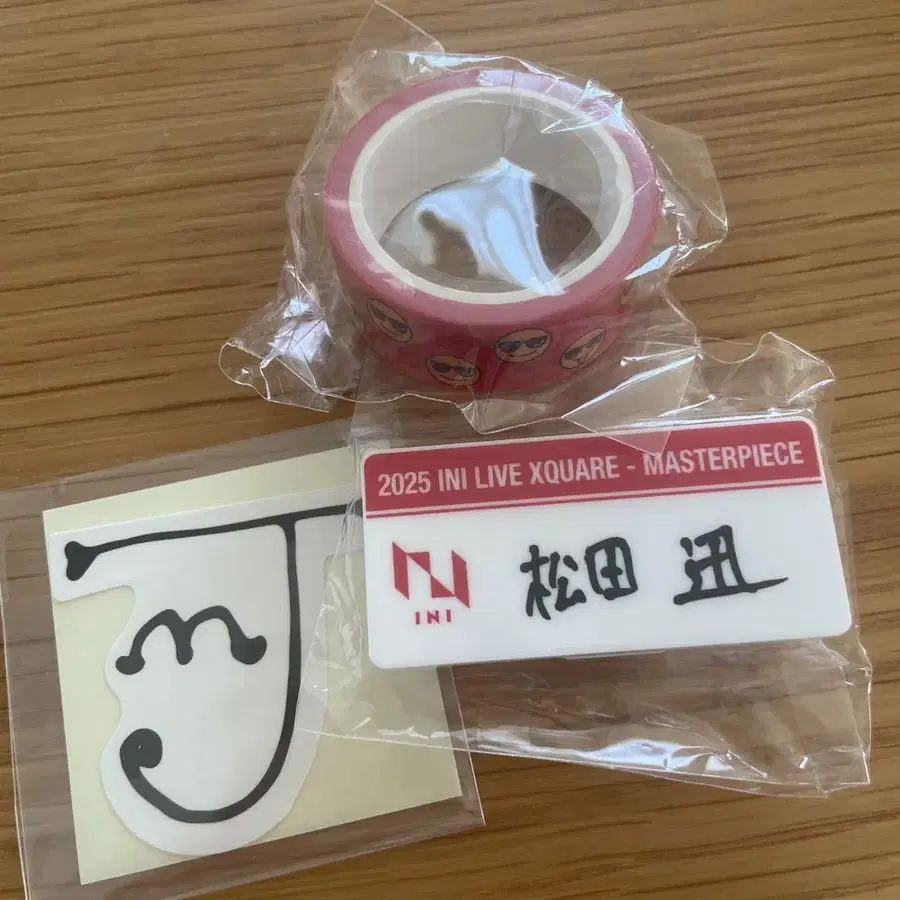 2025 INI LIVE XQUARE - MASTERPIECE
INI
松田 迅
J
m